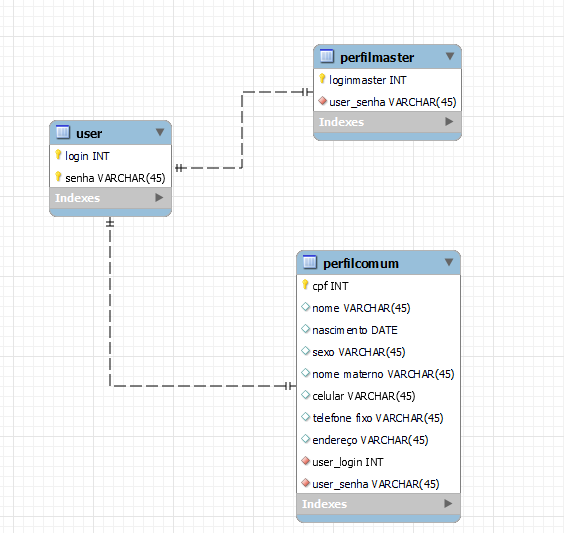 perfilmaster
loginmaster INT
user_senha VARCHAR(45)
Indexes
user
login INT
senha VARCHAR(45)
Indexes
perfilcomum
cpf INT
nome VARCHAR(45)
nascimento DATE
sexo VARCHAR(45)
nome materno VARCHAR(45)
celular VARCHAR(45)
telefone fixo VARCHAR(45)
endereço VARCHAR(45)
user_login INT
user_senha VARCHAR(45)
Indexes